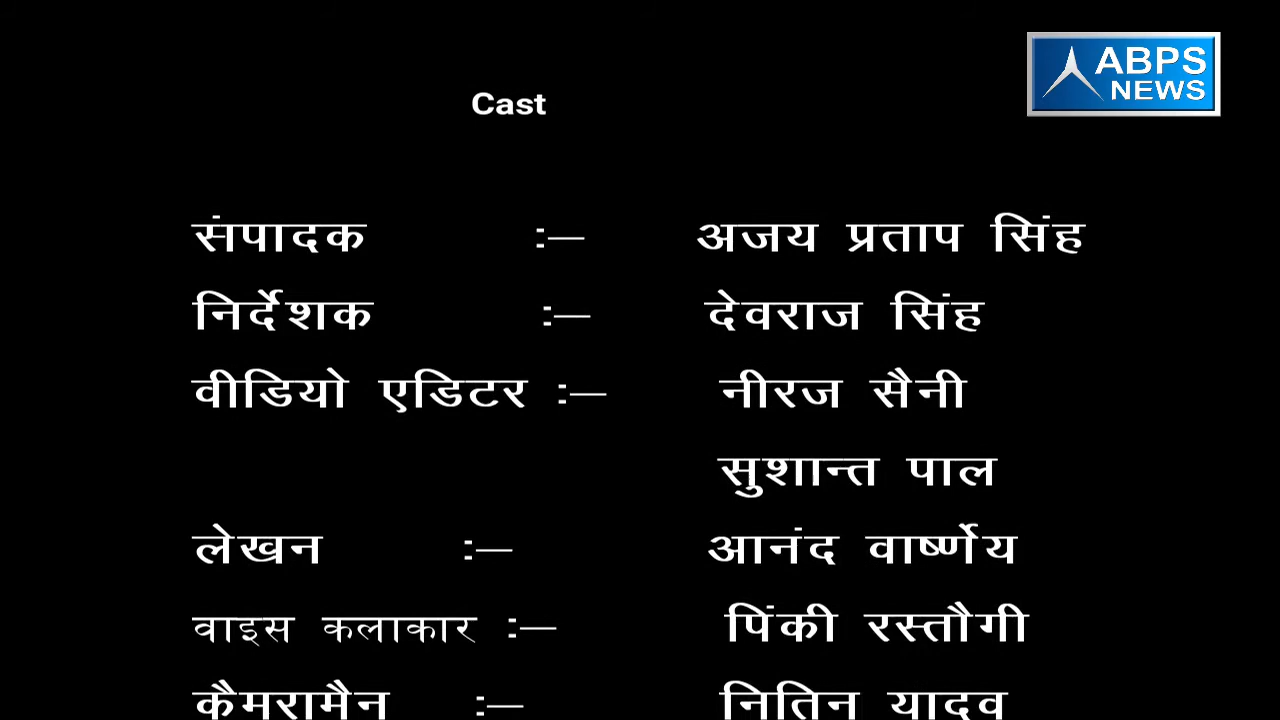 ABPS
NEWS
Cast
संपादक :— अजय प्रताप सिंह
निर्देशक :— देवराज सिंह
वीडियो एडिटर :— नीरज सैनी
सुशान्त पाल
लेखन :— आनंद वार्ष्णेय
वाइस कलाकार :— पिंकी रस्तौगी
कैमरामैन :— नितिन यादव